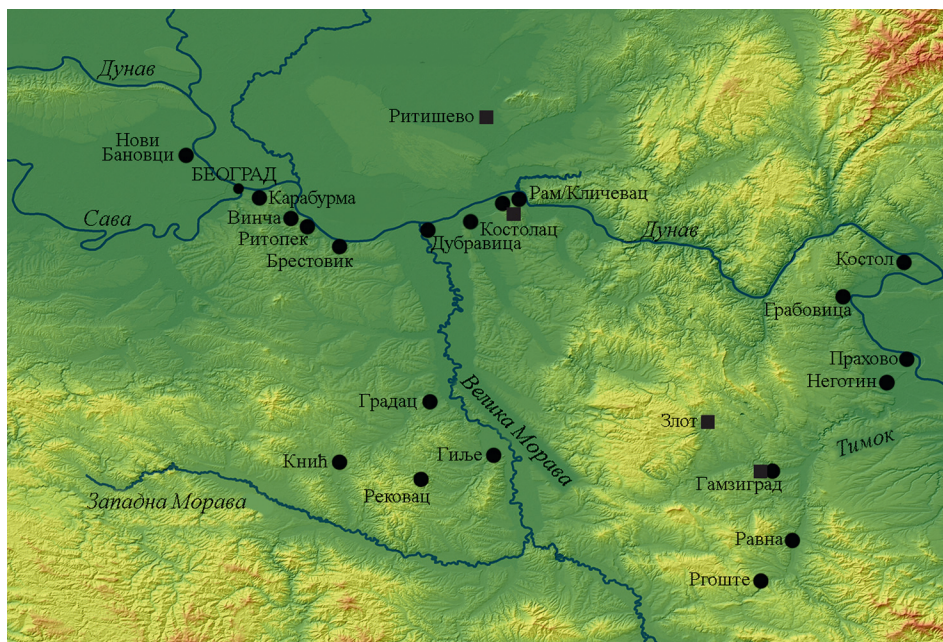 Дунав
Ритишево
Нови
Бановци
БЕОГРАД
Карабурма
Рам/Кличевац
Сава
Винча
Ритопек
Брестовик
Костолац
Дубравица
Дунав
Костол
Грабовица
Прахово
Неготин
Градац
Велика Морава
Злот
Тимок
Кнић
Гиље
Рековац
Гамзиград
Западна Морава
Равна
Ргоште